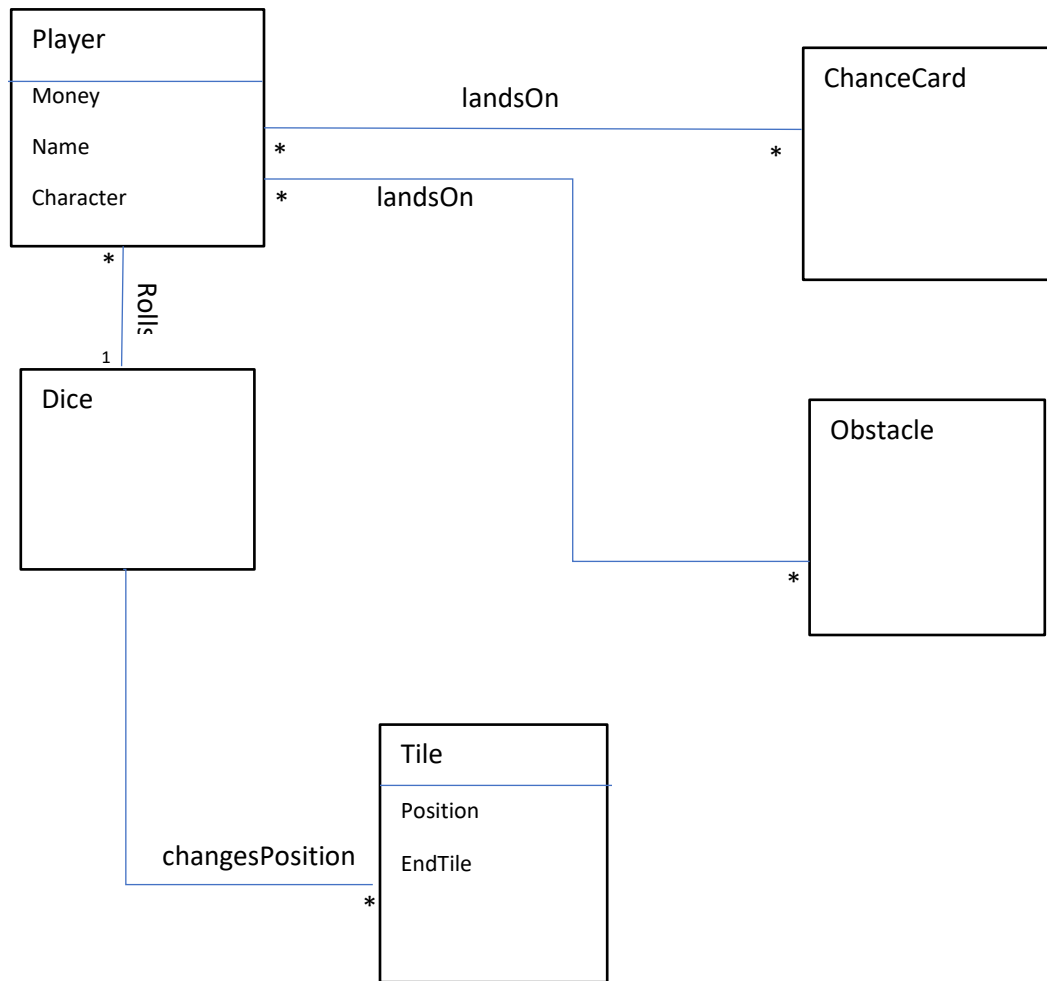 Player
Money
Name
Character
landsOn
*
*
ChanceCard
*
landsOn
*
Rolls
1
Dice
Obstacle
*
Tile
Position
EndTile
changesPosition
*